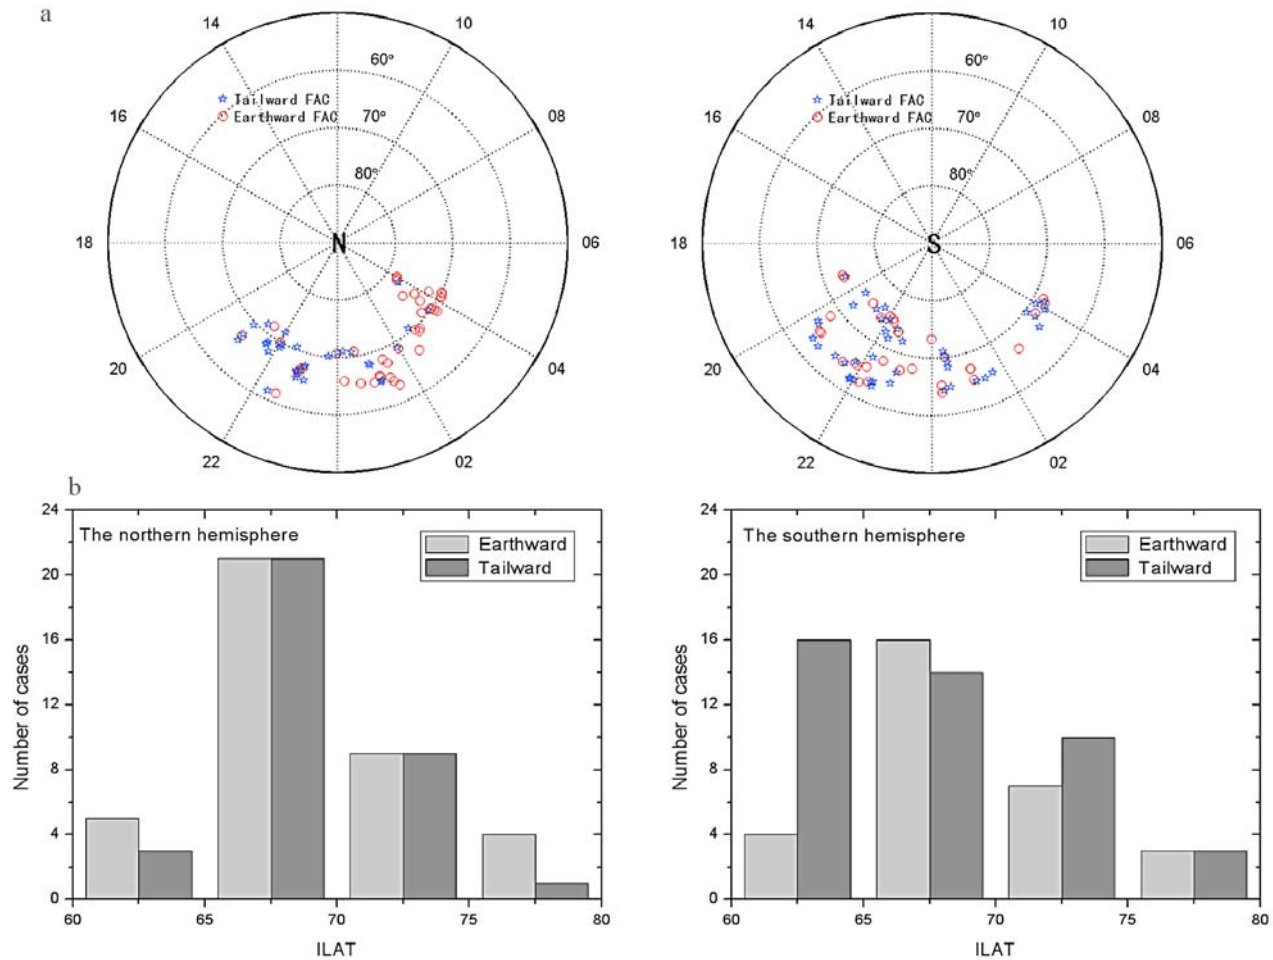 a
14
10
60°
Tailward FAC
Earthward FAC
16
70°
08
80°
18
N
06
20
04
22
02
14
10
60°
Tailward FAC
Earthward FAC
16
70°
08
80°
18
S
06
20
04
22
02
b
The northern hemisphere
Earthward
Tailward
Number of cases
24
20
16
12
8
4
0
60
65
70
75
80
ILAT
The southern hemisphere
Earthward
Tailward
Number of cases
24
20
16
12
8
4
0
60
65
70
75
80
ILAT